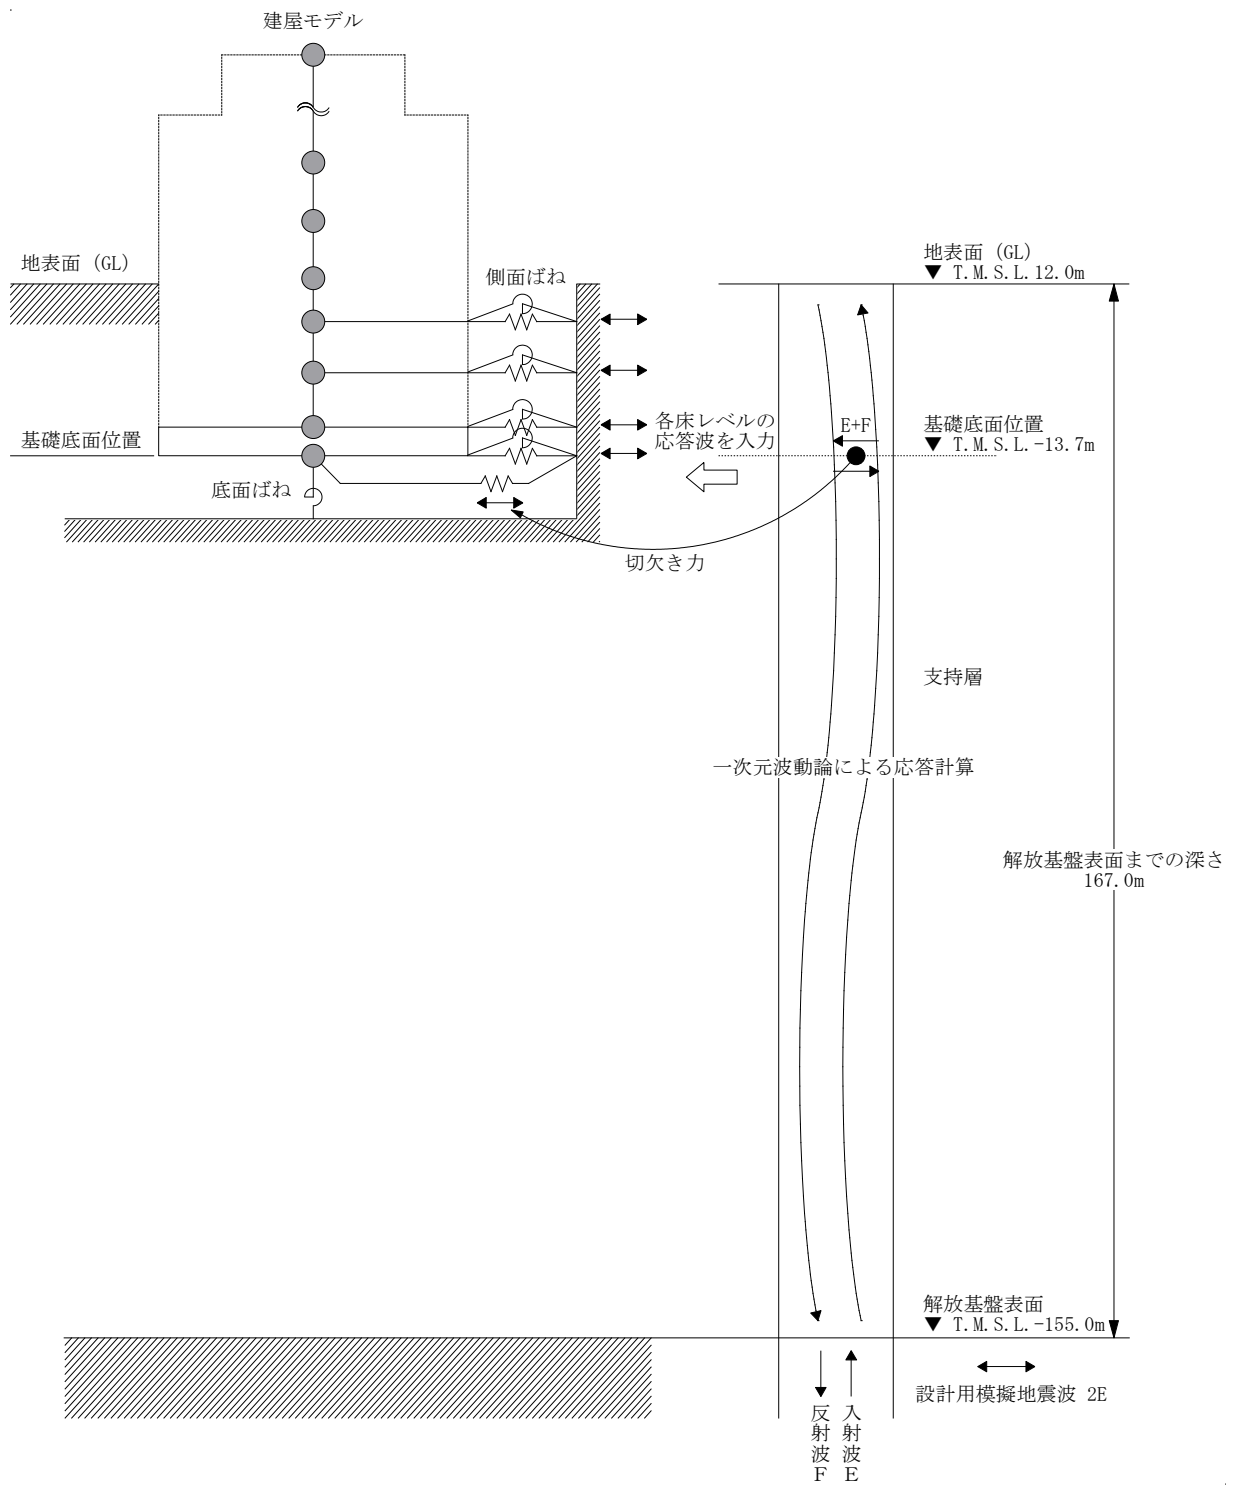 建屋モデル
地表面 (GL)
側面ばね
地表面 (GL)
▼ T.M.S.L.12.0m
各床レベルの
応答波を入力
E+F
基礎底面位置
▼ T.M.S.L.-13.7m
基礎底面位置
底面ばね
切欠き力
支持層
一次元波動論による応答計算
解放基盤表面までの深さ
167.0m
解放基盤表面
▼ T.M.S.L.-155.0m
設計用模擬地震波 2E
反射波F
入射波E